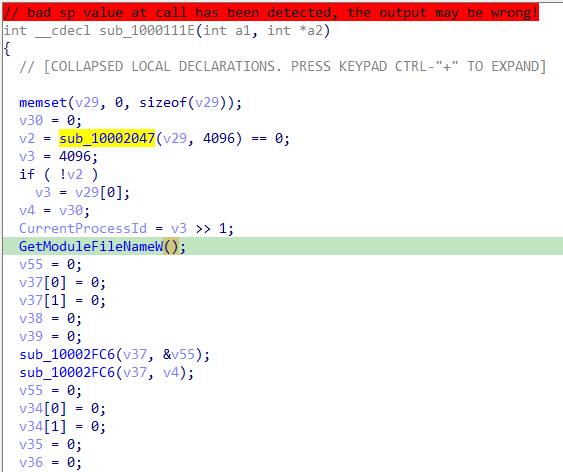 // bad sp value at call has been detected, the output may be wrong!
int __cdecl sub_1000111E(int a1, int *a2)
{
  // [COLLAPSED LOCAL DECLARATIONS. PRESS KEYPAD CTRL-"+" TO EXPAND]

  memset(v29, 0, sizeof(v29));
  v30 = 0;
  v2 = sub_10002047(v29, 4096) == 0;
  v3 = 4096;
  if ( !v2 )
    v3 = v29[0];
  v4 = v30;
  CurrentProcessId = v3 >> 1;
  GetModuleFileNameW();
  v55 = 0;
  v37[0] = 0;
  v37[1] = 0;
  v38 = 0;
  v39 = 0;
  sub_10002FC6(v37, &v55);
  sub_10002FC6(v37, v4);
  v55 = 0;
  v34[0] = 0;
  v34[1] = 0;
  v35 = 0;
  v36 = 0;